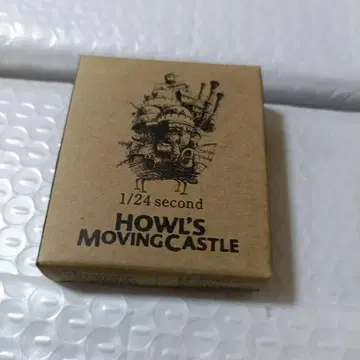 1/24 second
HOWL'S
MOVING CASTLE